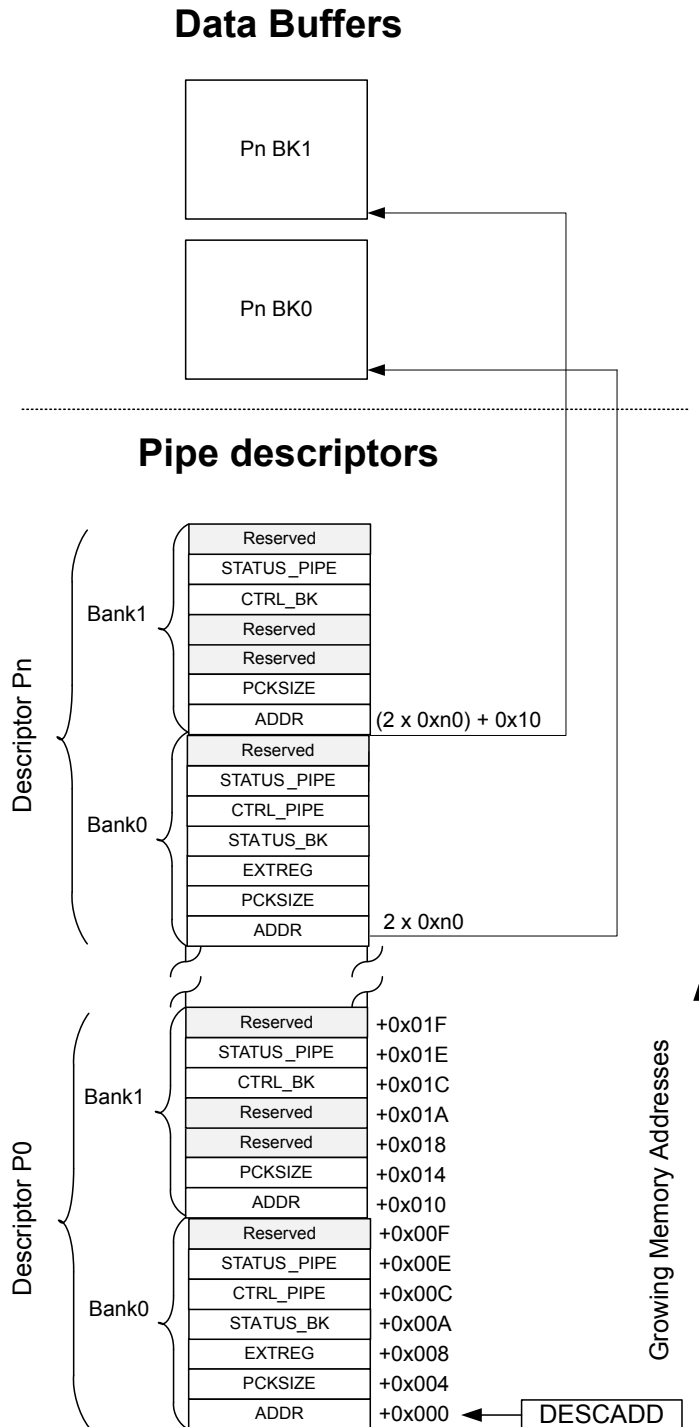 Data Buffers
Pn BK1
Pn BK0
Pipe descriptors
Descriptor Pn
Bank1
Reserved
STATUS_PIPE
CTRL_BK
Reserved
Reserved
PCKSIZE
ADDR (2 x 0xn0) + 0x10
Bank0
Reserved
STATUS_PIPE
CTRL_PIPE
STATUS_BK
EXTREG
PCKSIZE
ADDR 2 x 0xn0
Descriptor P0
Bank1
Reserved +0x01F
STATUS_PIPE +0x01E
CTRL_BK +0x01C
Reserved +0x01A
Reserved +0x018
PCKSIZE +0x014
ADDR +0x010
Bank0
Reserved +0x00F
STATUS_PIPE +0x00E
CTRL_PIPE +0x00C
STATUS_BK +0x00A
EXTREG +0x008
PCKSIZE +0x004
ADDR +0x000 DESCADD
Growing Memory Addresses